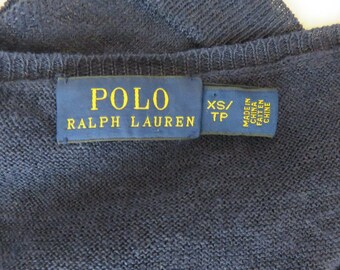 POLO
RALPH LAUREN
XS/
TP
MADE IN
CHINA
FAIT EN
CHINE